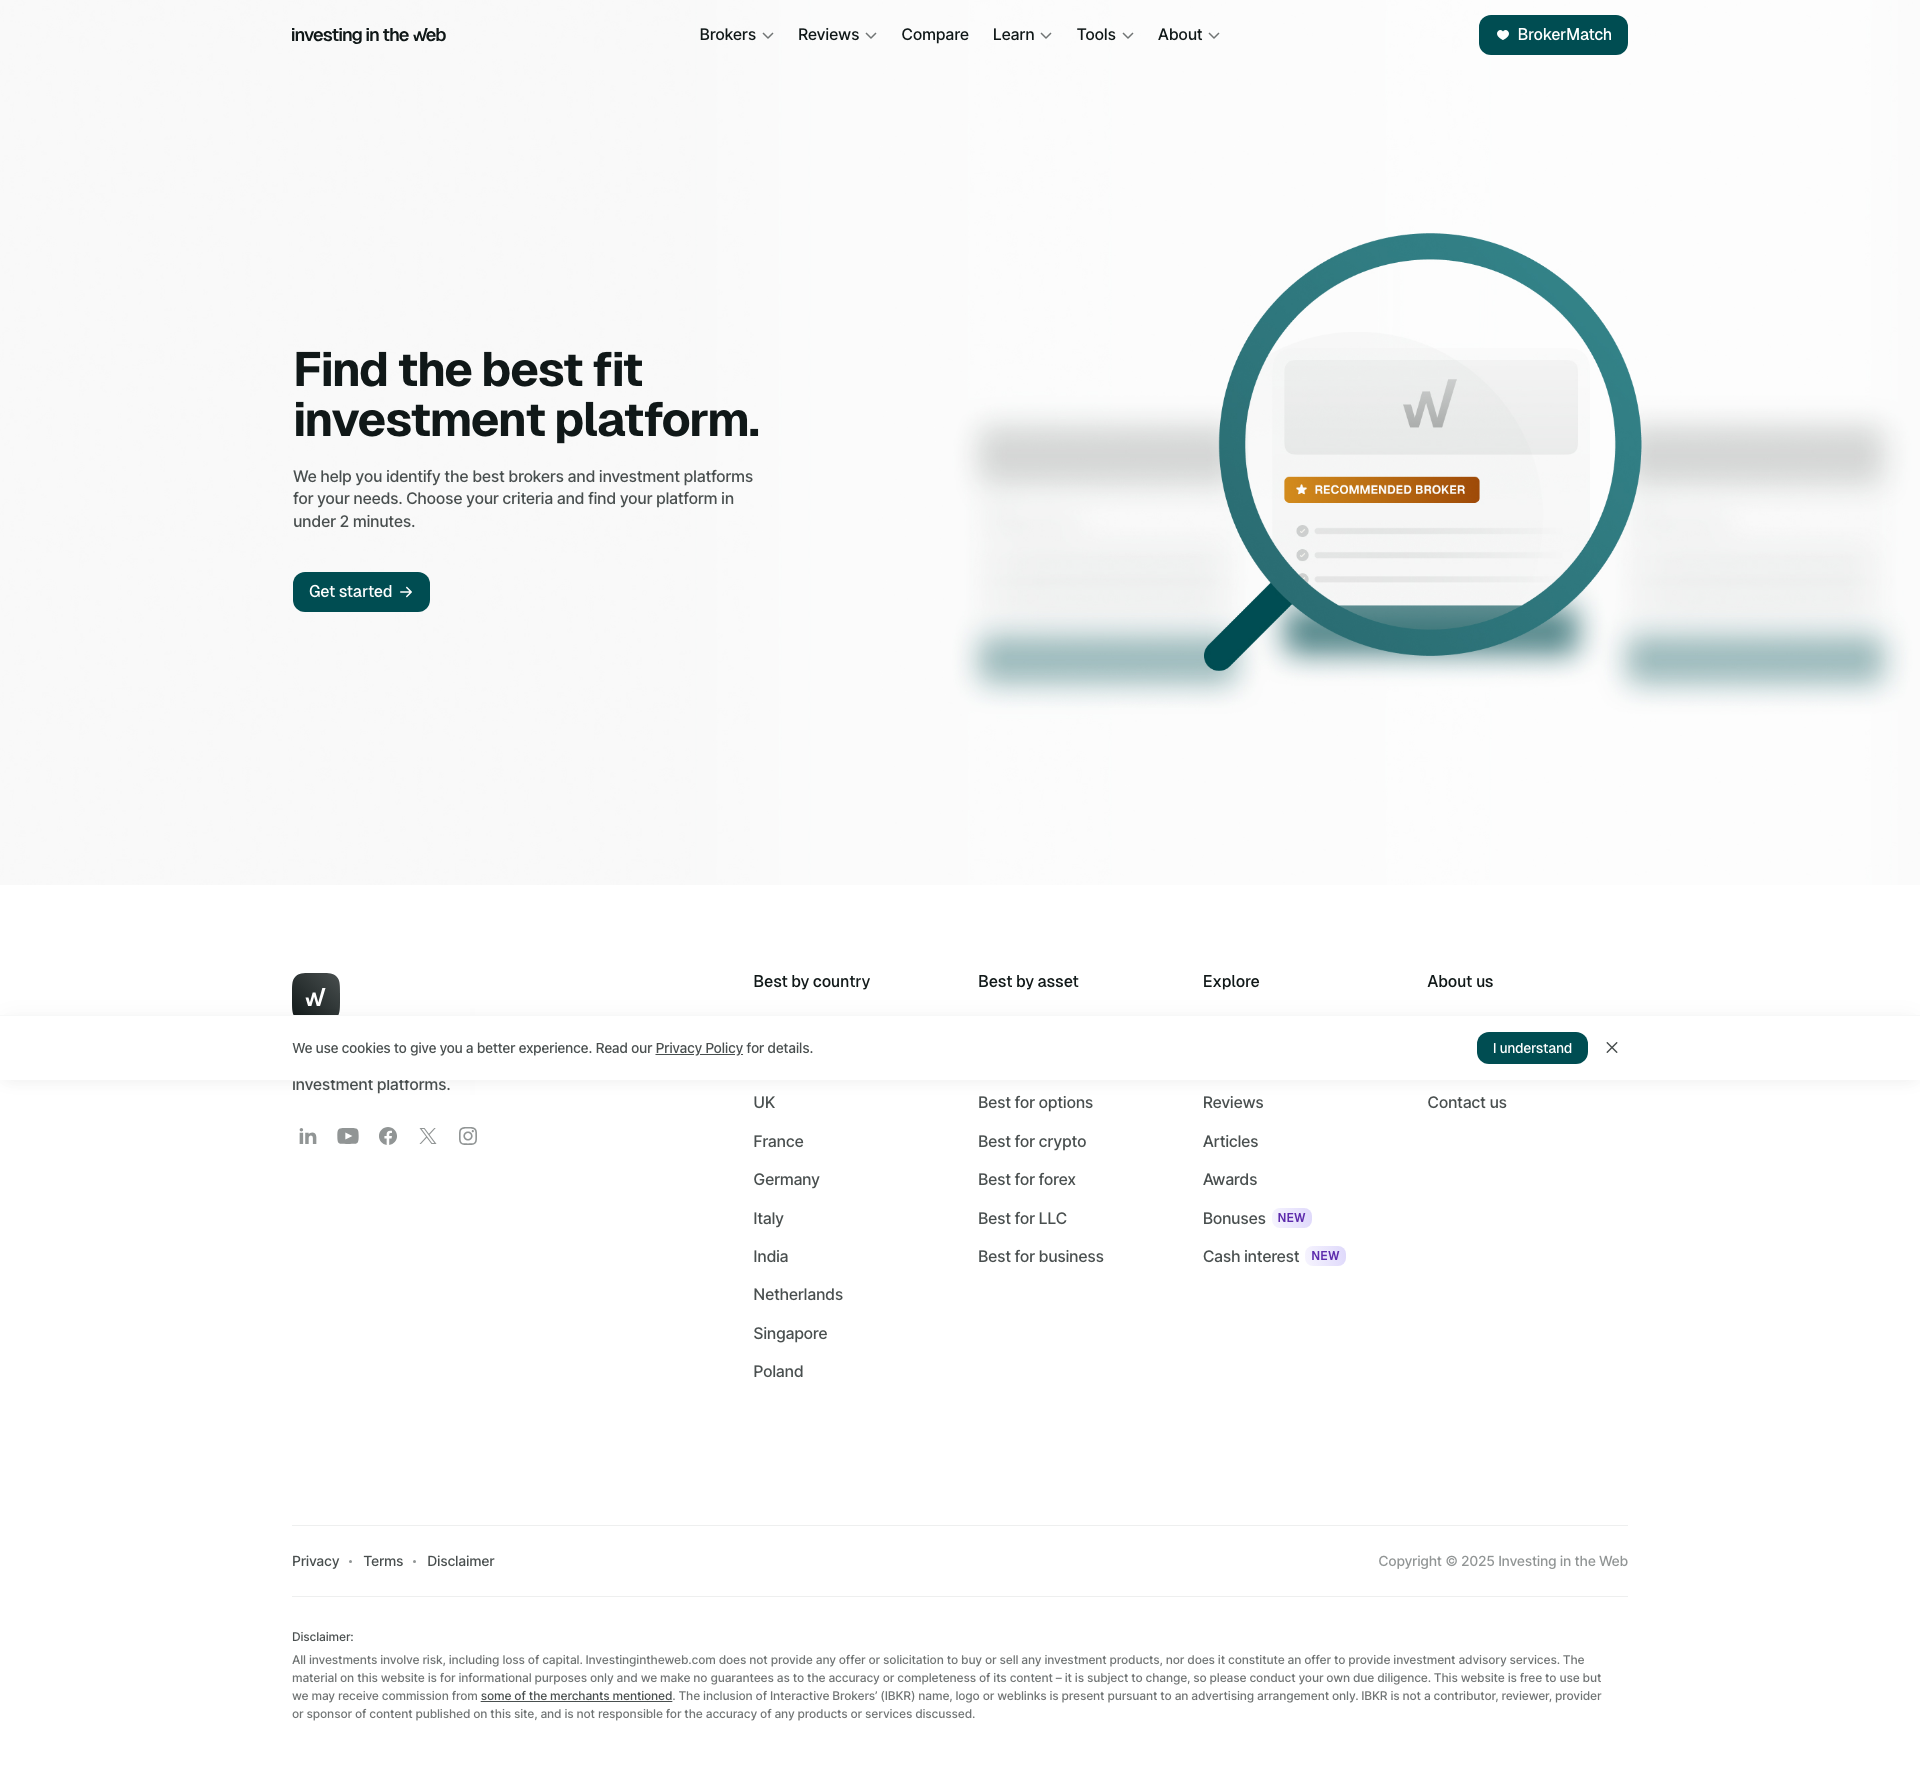 investing in the web
Brokers
Reviews
Compare
Learn
Tools
About
BrokerMatch
Find the best fit
investment platform.
We help you identify the best brokers and investment platforms
for your needs. Choose your criteria and find your platform in
under 2 minutes.
Get started
RECOMMENDED BROKER
Best by country
Best by asset
Explore
About us
We use cookies to give you a better experience. Read our Privacy Policy for details.
I understand
investment platforms.
UK
France
Germany
Italy
India
Netherlands
Singapore
Poland
Best for options
Best for crypto
Best for forex
Best for LLC
Best for business
Reviews
Articles
Awards
Bonuses NEW
Cash interest NEW
Contact us
Privacy • Terms • Disclaimer
Copyright © 2025 Investing in the Web
Disclaimer:
All investments involve risk, including loss of capital. Investingintheweb.com does not provide any offer or solicitation to buy or sell any investment products, nor does it constitute an offer to provide investment advisory services. The
material on this website is for informational purposes only and we make no guarantees as to the accuracy or completeness of its content – it is subject to change, so please conduct your own due diligence. This website is free to use but
we may receive commission from some of the merchants mentioned. The inclusion of Interactive Brokers' (IBKR) name, logo or weblinks is present pursuant to an advertising arrangement only. IBKR is not a contributor, reviewer, provider
or sponsor of content published on this site, and is not responsible for the accuracy of any products or services discussed.